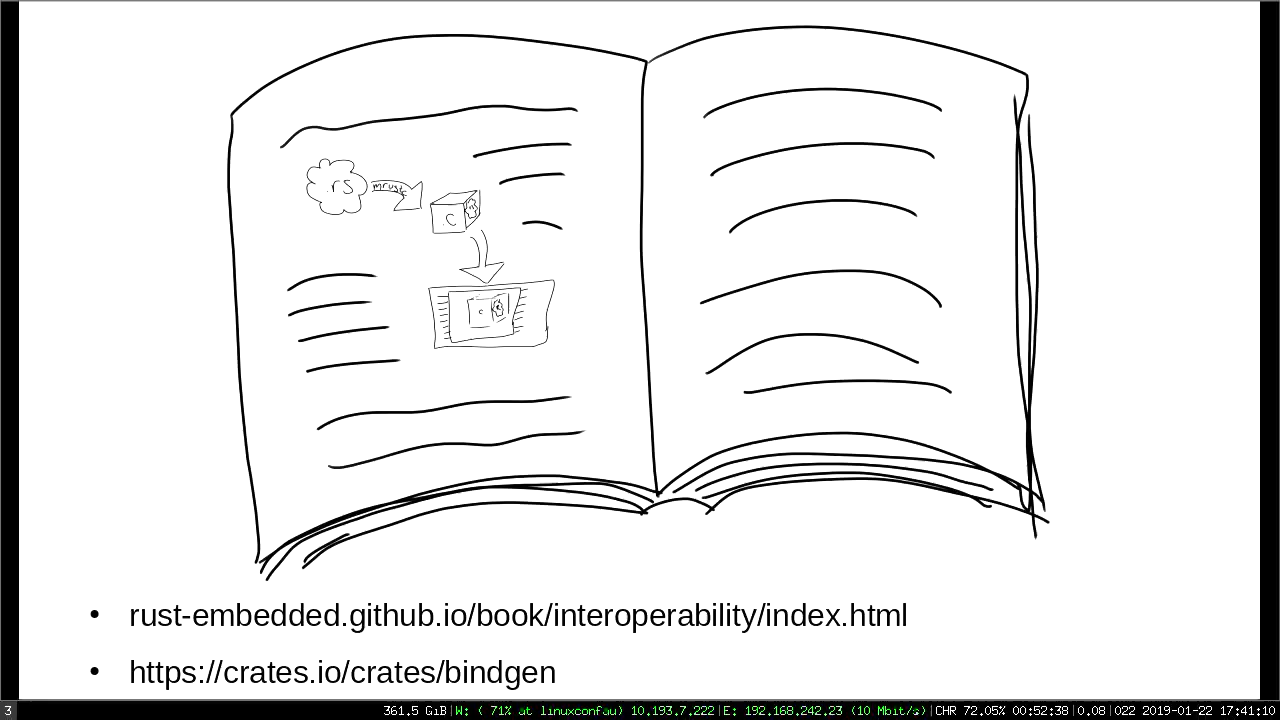 .rs
mrustc
C
C
• rust-embedded.github.io/book/interoperability/index.html
• https://crates.io/crates/bindgen
3 361.5 GiB|W: ( 71% at linuxconfau) 10.193.7.222|E: 192.168.242.23 (10 Mbit/s)|CHR 72.05% 00:52:38|0.08|022 2019-01-22 17:41:10